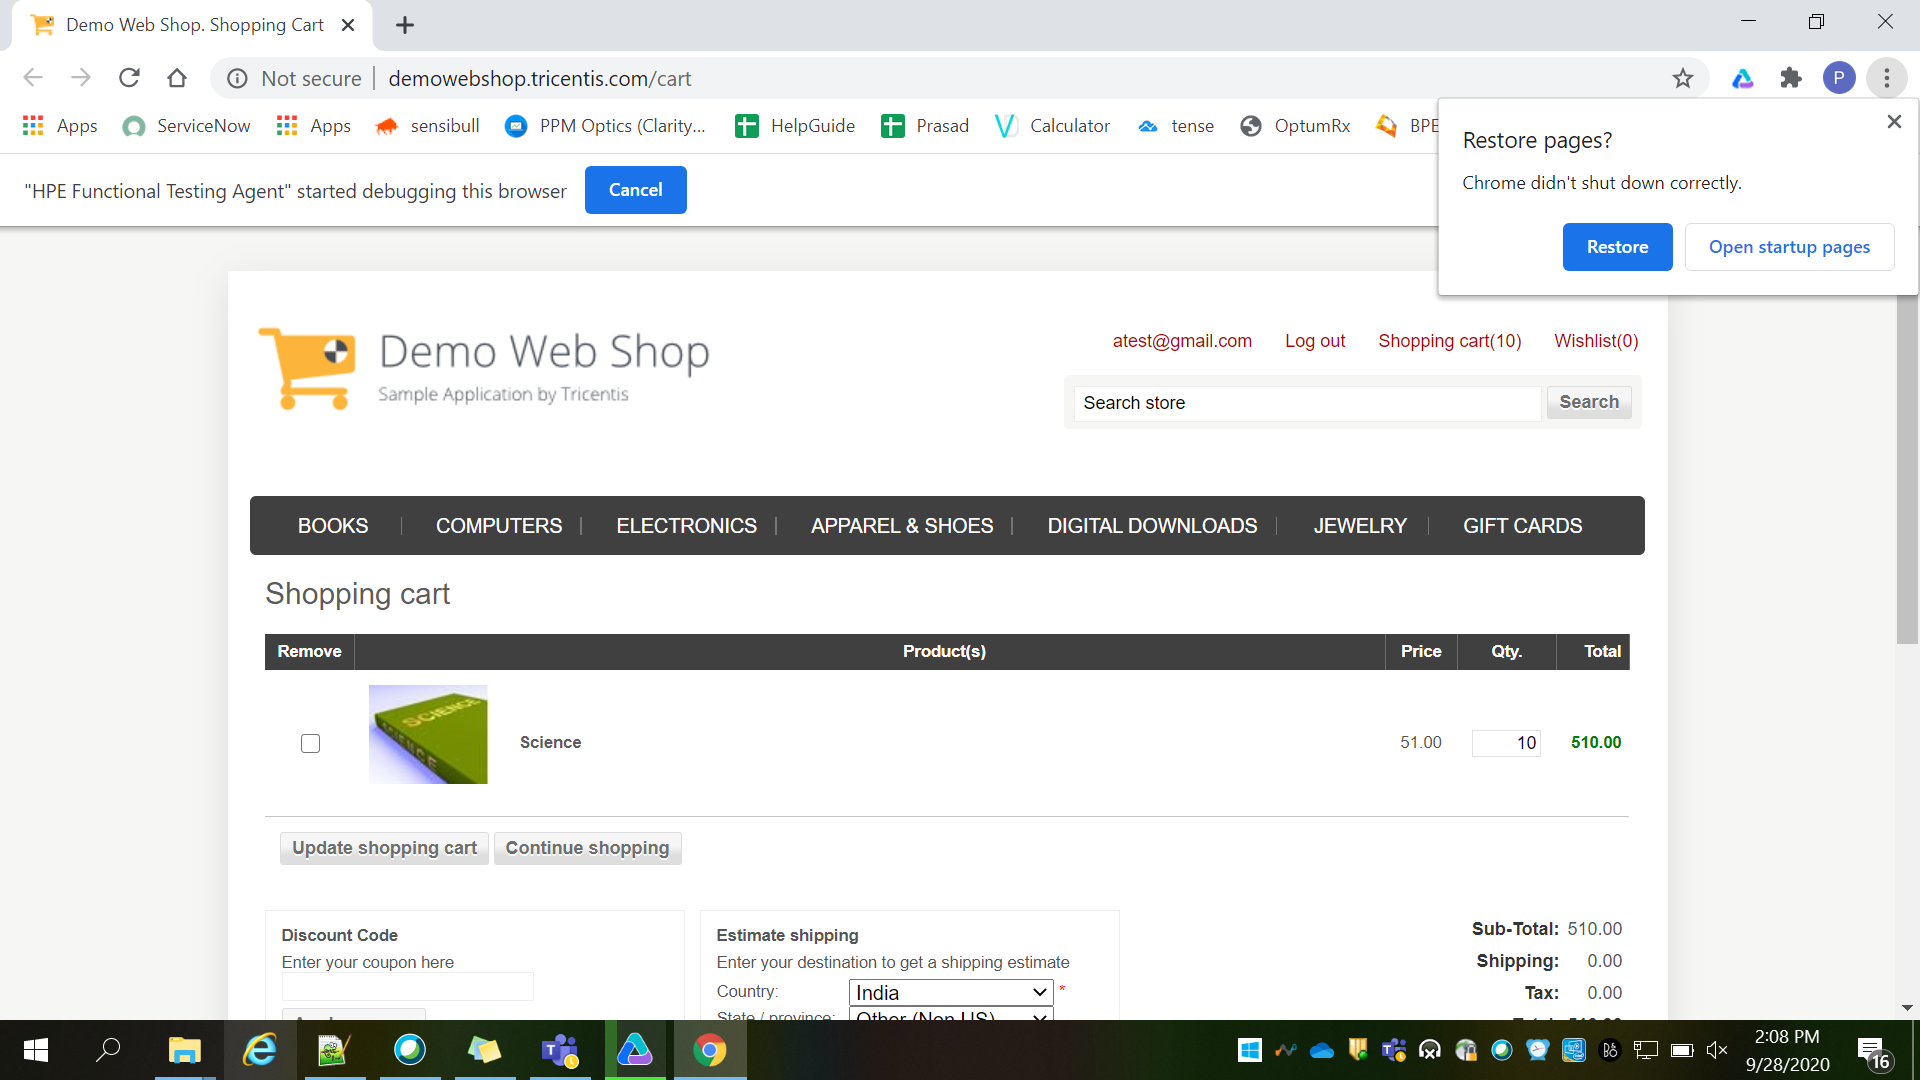 Demo Web Shop. Shopping Cart
Not secure | demowebshop.tricentis.com/cart
P
Apps ServiceNow Apps sensibull PPM Optics (Clarity... HelpGuide Prasad Calculator tense OptumRx BPE
"HPE Functional Testing Agent" started debugging this browser Cancel
Restore pages?
Chrome didn't shut down correctly.
Restore Open startup pages
Demo Web Shop
Sample Application by Tricentis
atest@gmail.com Log out Shopping cart(10) Wishlist(0)
Search store Search
BOOKS COMPUTERS ELECTRONICS APPAREL & SHOES DIGITAL DOWNLOADS JEWELRY GIFT CARDS
Shopping cart
Remove Product(s) Price Qty. Total
SCIENCE
SCIENCE
Science 51.00 10 510.00
Update shopping cart Continue shopping
Discount Code
Enter your coupon here
Estimate shipping
Enter your destination to get a shipping estimate
Country: India *
State / province: Other (Non US)
Sub-Total: 510.00
Shipping: 0.00
Tax: 0.00
2:08 PM
9/28/2020
16